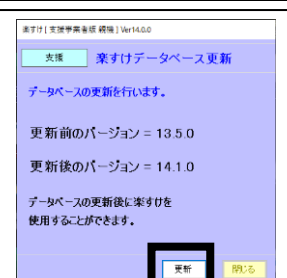 楽すけ [ 支援事業者版 親機 ] Ver14.0.0
支援 楽すけデータベース更新
データベースの更新を行います。
更新前のバージョン = 13.5.0
更新後のバージョン = 14.1.0
データベースの更新後に楽すけを
使用することができます。
更新 閉じる